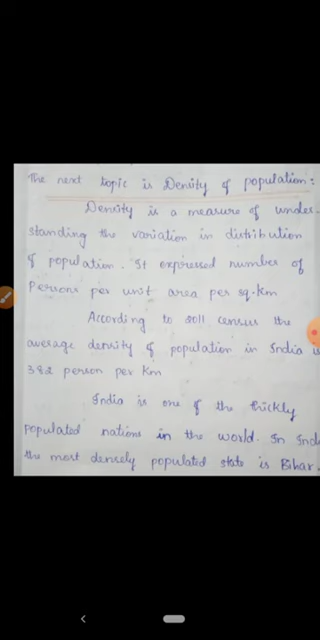 The next topic is Density of population:
Density is a measure of under-
standing the variation in distribution
of population. It expressed number of
Persons per unit area per sq.km
According to 2011 census the
average density of population in India is
382 person per km
India is one of the thickly
populated nations in the world. In Indi
the most densely populated state is Bihar.